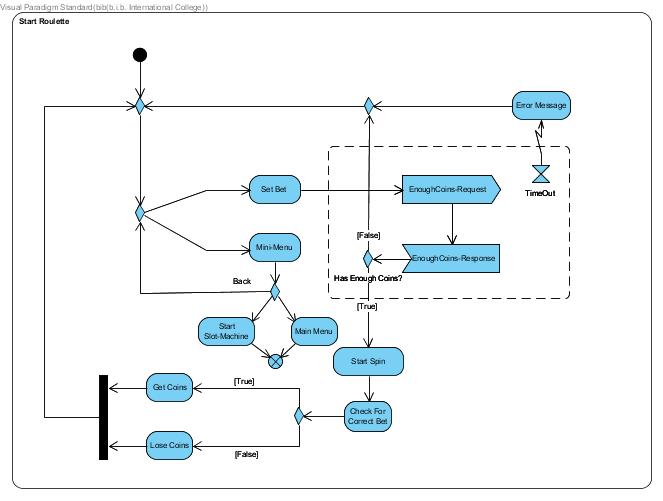 Visual Paradigm Standard(bib(b.i.b. International College))
Start Roulette
Error Message
TimeOut
Set Bet
EnoughCoins-Request
[False]
Mini-Menu
EnoughCoins-Response
Back
Has Enough Coins?
[True]
Start
Slot-Machine
Main Menu
Start Spin
[True]
Get Coins
Check For
Correct Bet
Lose Coins
[False]